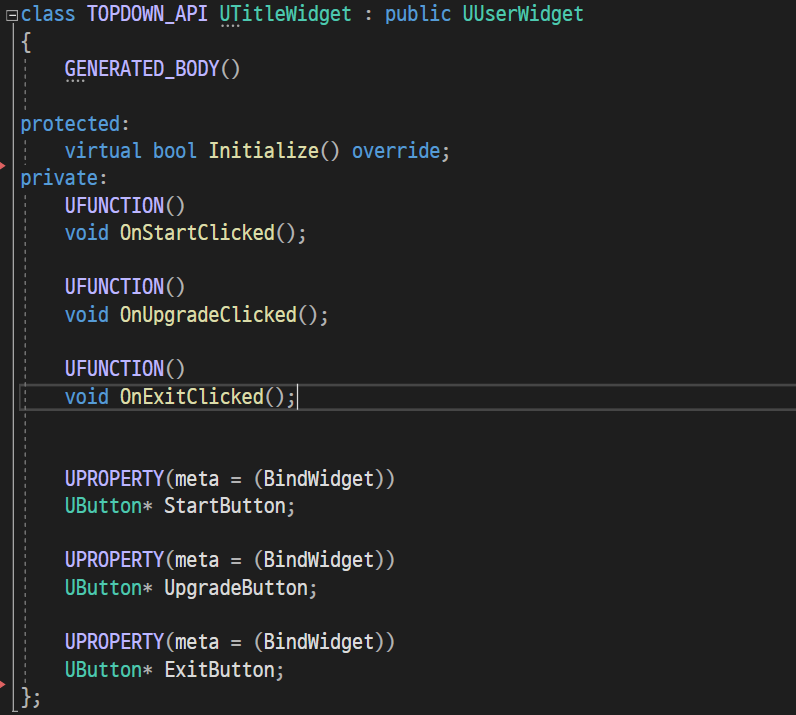 class TOPDOWN_API UTitleWidget : public UUserWidget
{
GENERATED_BODY()
protected:
virtual bool Initialize() override;
private:
UFUNCTION()
void OnStartClicked();
UFUNCTION()
void OnUpgradeClicked();
UFUNCTION()
void OnExitClicked();
UPROPERTY(meta = (BindWidget))
UButton* StartButton;
UPROPERTY(meta = (BindWidget))
UButton* UpgradeButton;
UPROPERTY(meta = (BindWidget))
UButton* ExitButton;
};